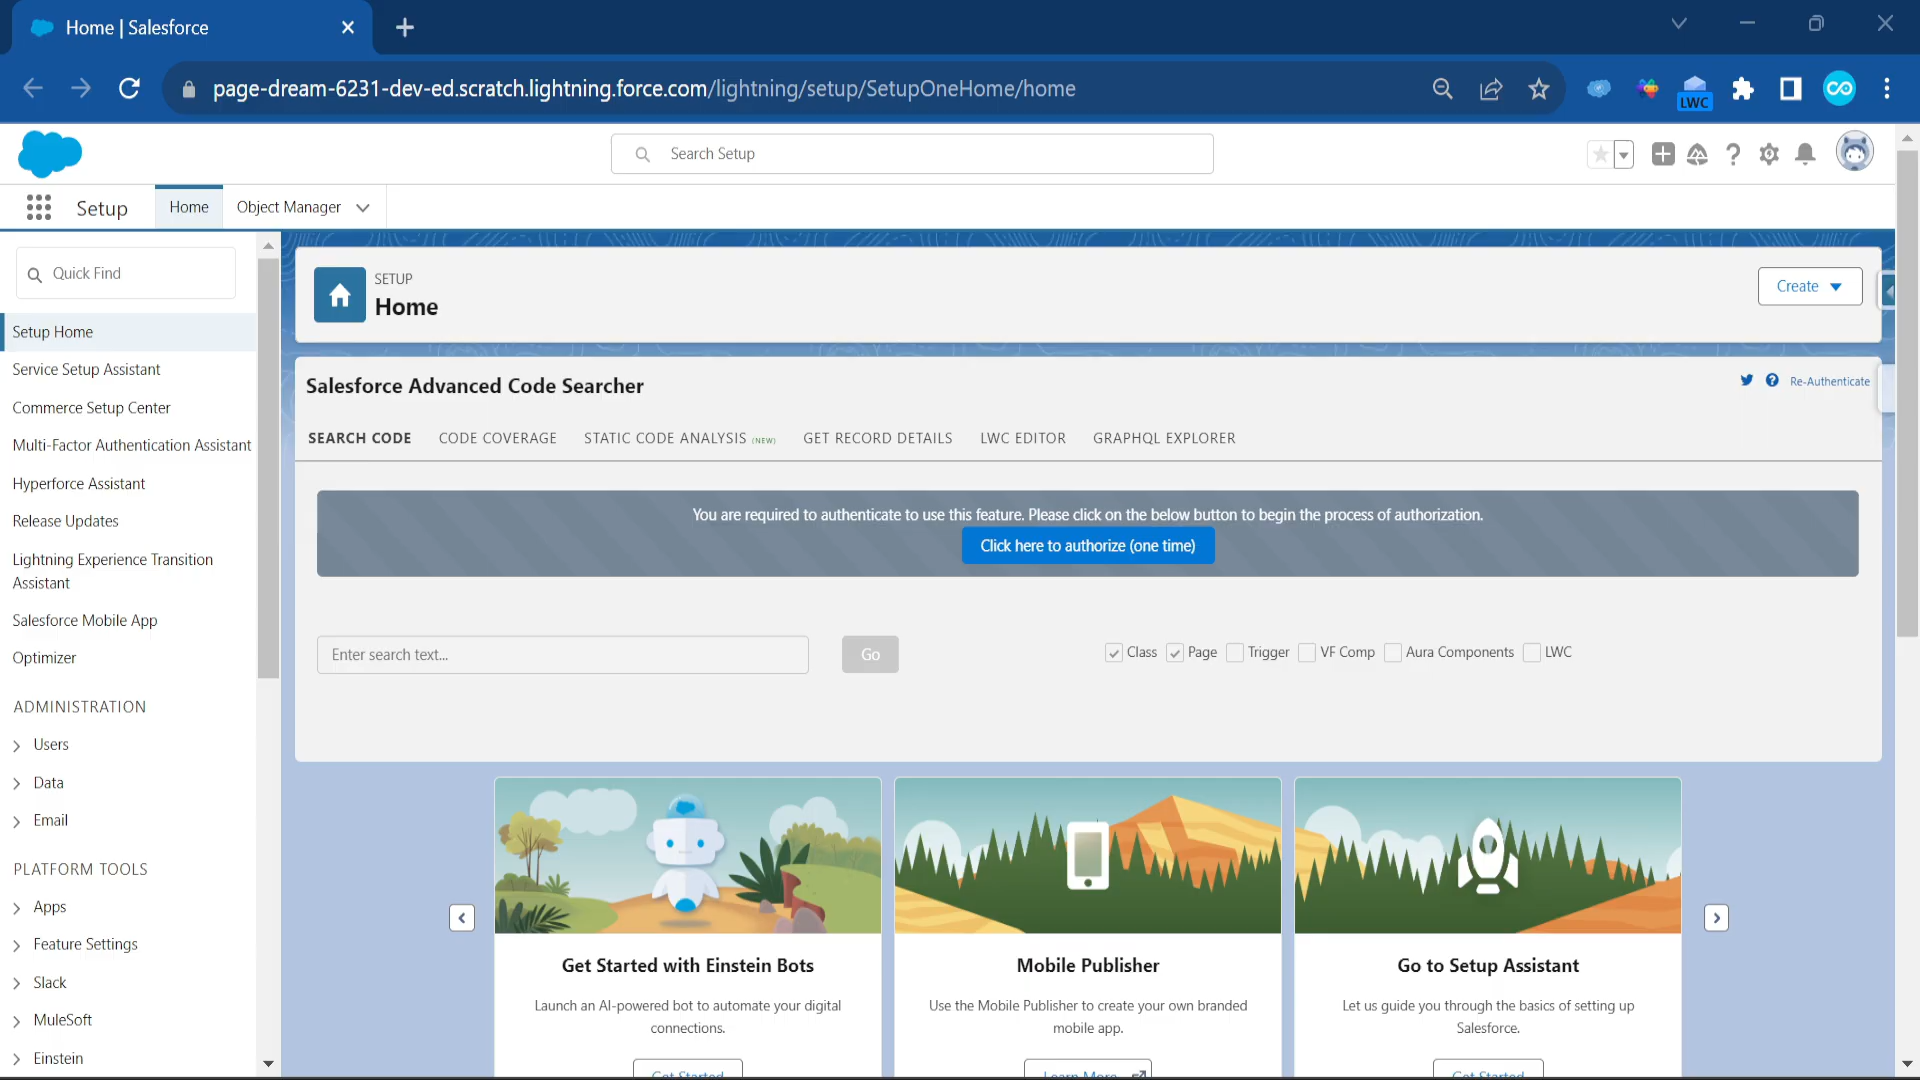 Home | Salesforce
page-dream-6231-dev-ed.scratch.lightning.force.com/lightning/setup/SetupOneHome/home
LWC
Search Setup
Setup
Home
Object Manager
Quick Find
Setup Home
Service Setup Assistant
Commerce Setup Center
Multi-Factor Authentication Assistant
Hyperforce Assistant
Release Updates
Lightning Experience Transition
Assistant
Salesforce Mobile App
Optimizer
ADMINISTRATION
Users
Data
Email
PLATFORM TOOLS
Apps
Feature Settings
Slack
MuleSoft
Einstein
SETUP
Home
Create
Salesforce Advanced Code Searcher
Re-Authenticate
SEARCH CODE CODE COVERAGE STATIC CODE ANALYSIS (NEW) GET RECORD DETAILS LWC EDITOR GRAPHQL EXPLORER
You are required to authenticate to use this feature. Please click on the below button to begin the process of authorization.
Click here to authorize (one time)
Enter search text...
Go
Class Page Trigger VF Comp Aura Components LWC
Get Started with Einstein Bots
Launch an AI-powered bot to automate your digital
connections.
Get Started
Mobile Publisher
Use the Mobile Publisher to create your own branded
mobile app.
Learn More
Go to Setup Assistant
Let us guide you through the basics of setting up
Salesforce.
Get Started